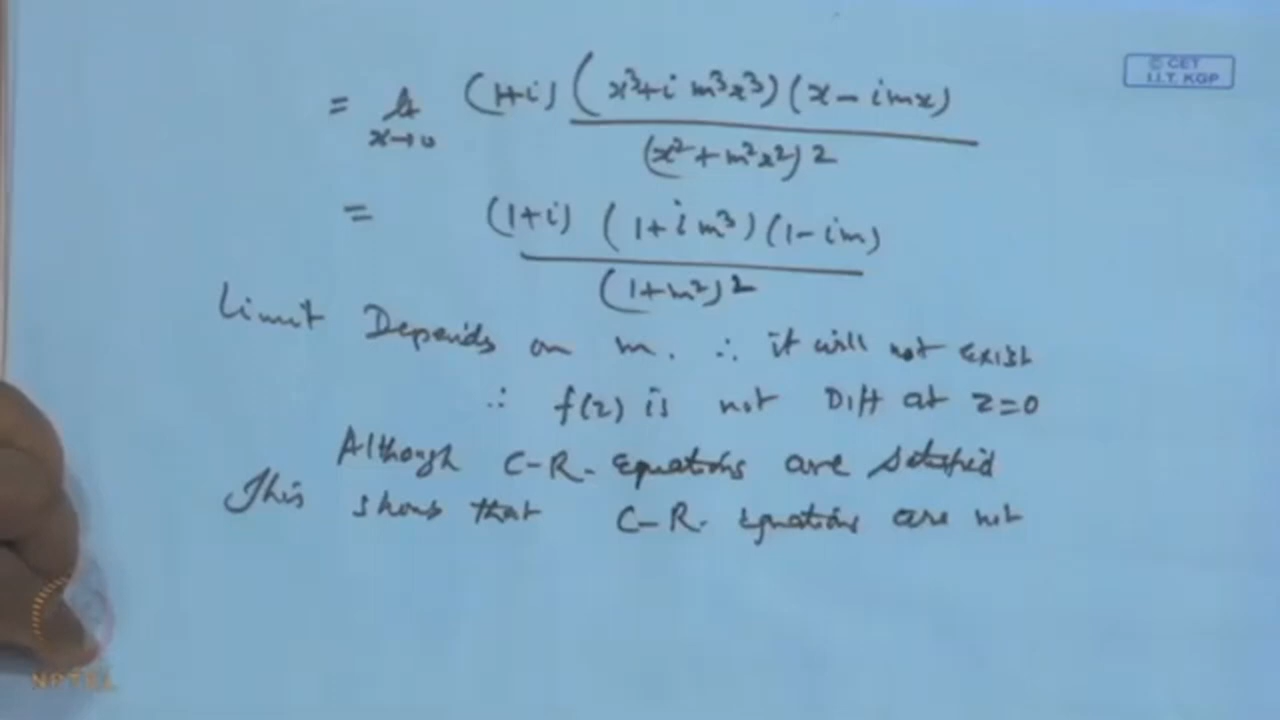 © CET
I.I.T. KGP
= lt x→0 (1+i) (x³+i m³x³) (x − imx) / (x²+m²x²)²
= (1+i) (1+i m³) (1−im) / (1+m²)²
Limit Depends on m. ∴ it will not exist
∴ f(z) is not Diff at z=0
Although C-R. Equations are satisfied
This shows that C-R. Equations are not
NPTEL